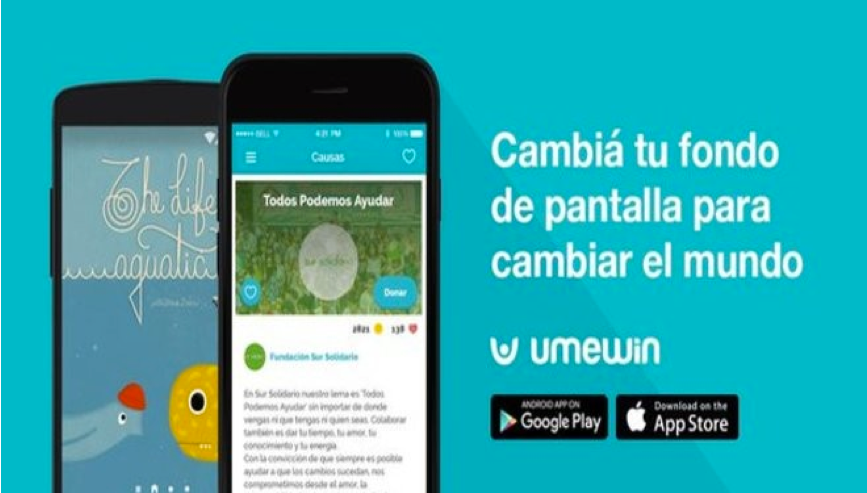 The Life
aquatic
BELL 4:21 PM 100%
Causas
Todos Podemos Ayudar
Sur Solidario
Donar
2821 138
Fundación Sur Solidario
En Sur Solidario nuestro lema es 'Todos
Podemos Ayudar' sin importar de donde
vengas ni que tengas ni quien seas. Colaborar
también es dar tu tiempo, tu amor, tu
conocimiento y tu energía.
Con la convicción de que siempre es posible
ayudar a que los cambios sucedan, nos
comprometimos desde el amor, la
Cambiá tu fondo
de pantalla para
cambiar el mundo
umewin
ANDROID APP ON
Google Play
Download on the
App Store